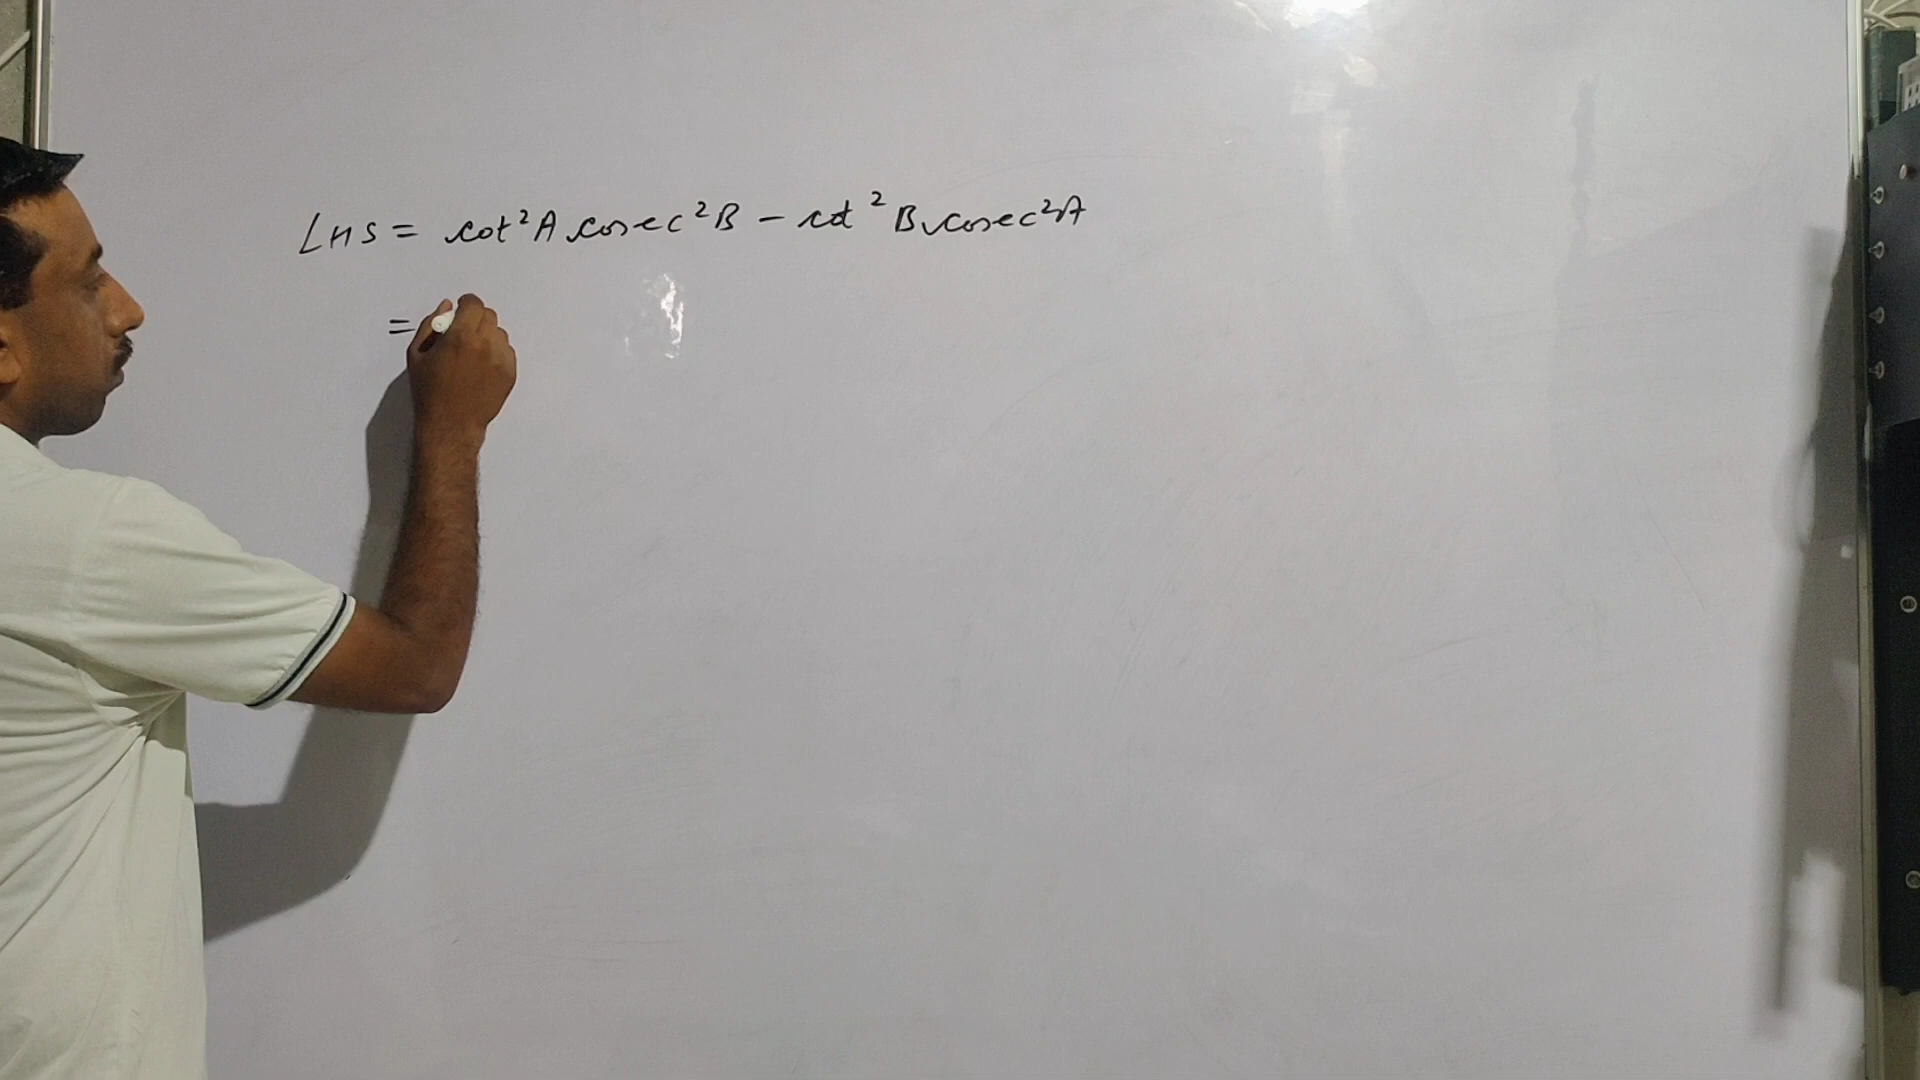 LHS = cot²A cosec²B - cot²B cosec²A
=